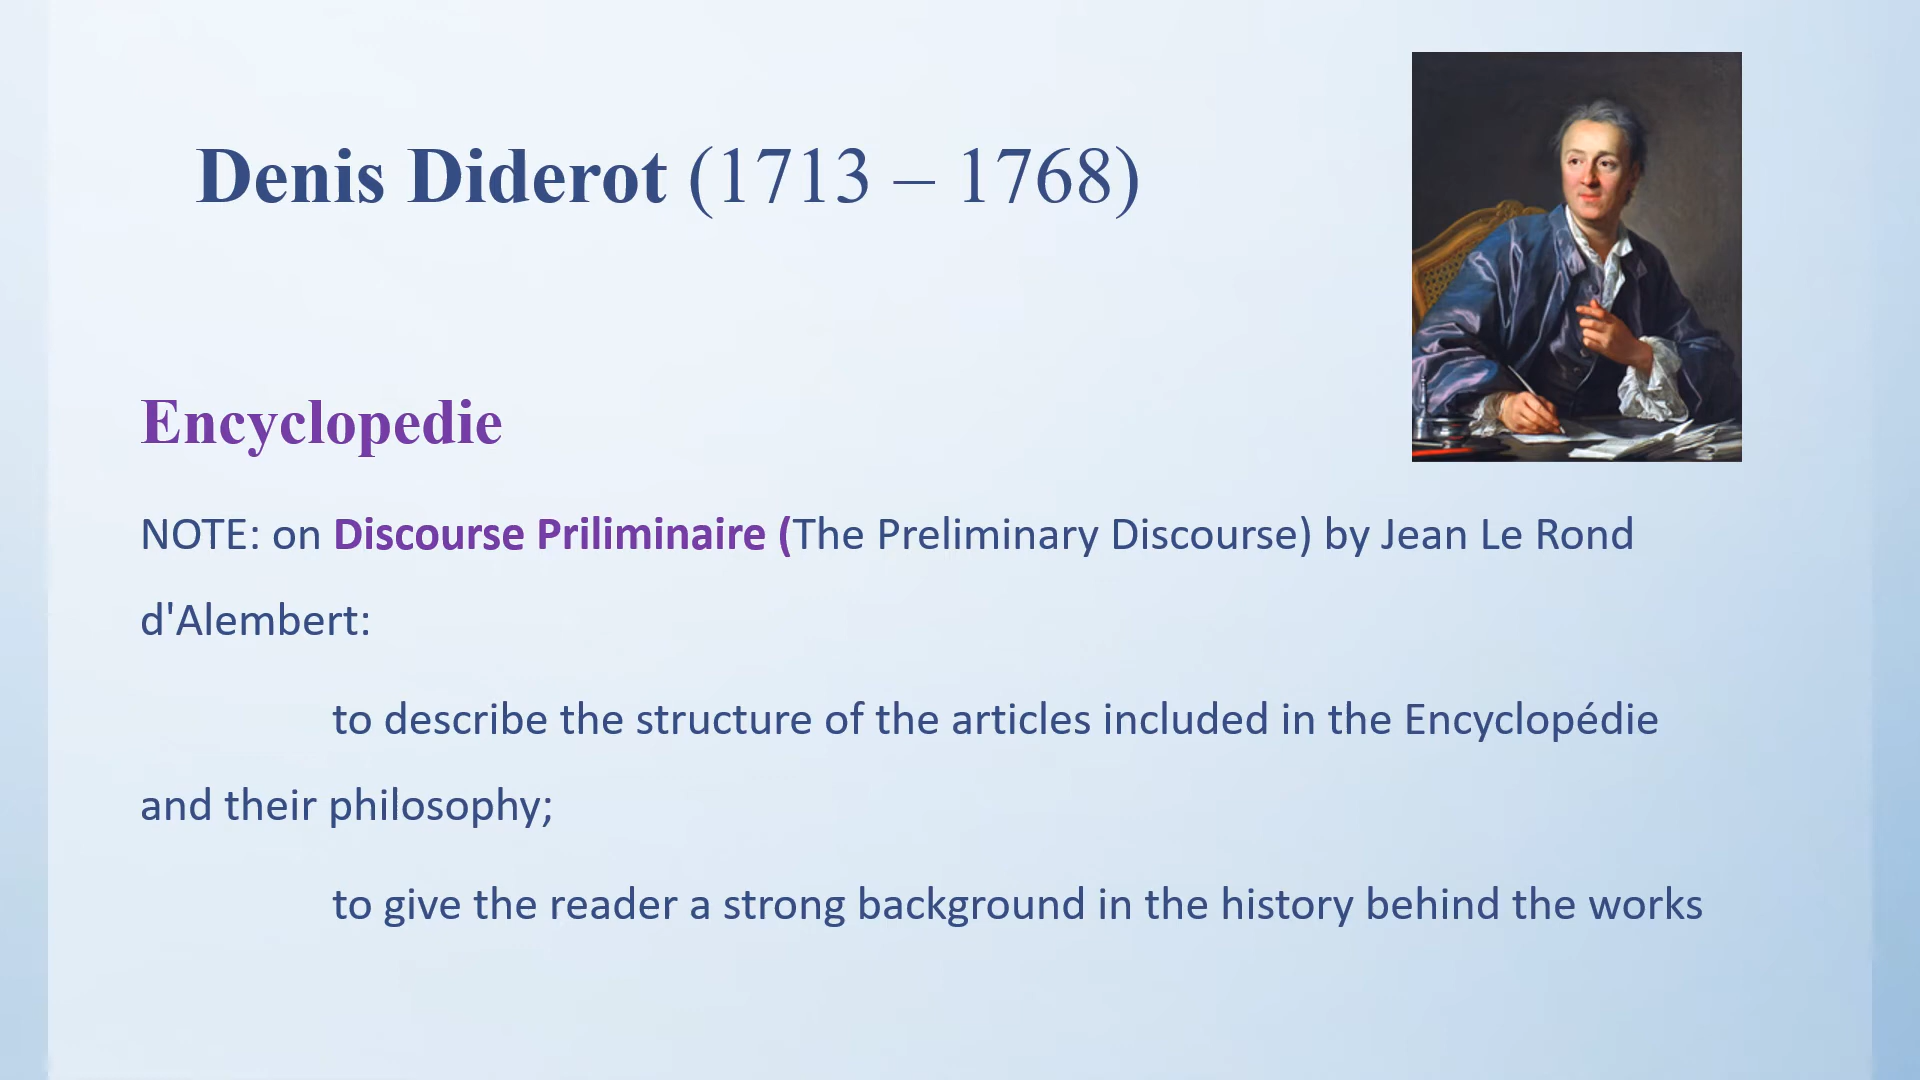 Denis Diderot (1713 – 1768)
Encyclopedie
NOTE: on Discourse Priliminaire (The Preliminary Discourse) by Jean Le Rond
d'Alembert:
to describe the structure of the articles included in the Encyclopédie
and their philosophy;
to give the reader a strong background in the history behind the works